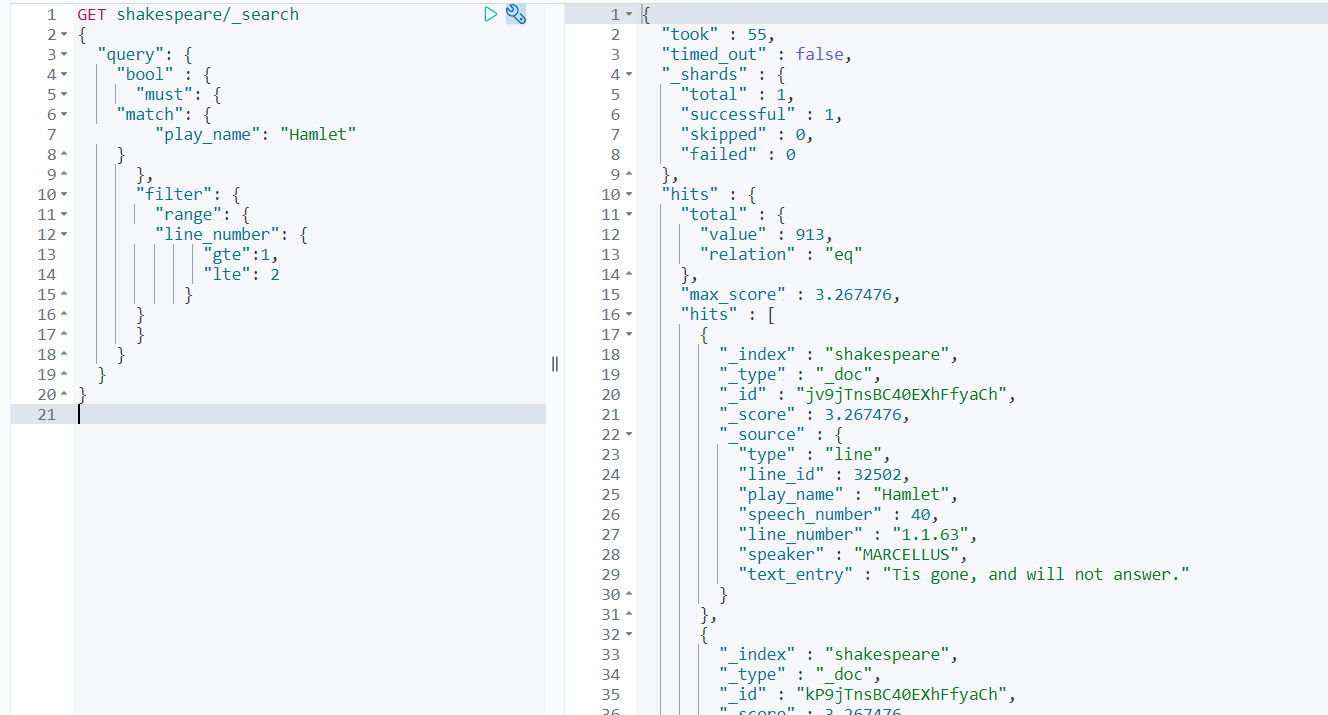 1 GET shakespeare/_search
2 {
3 "query": {
4 "bool" : {
5 "must": {
6 "match": {
7 "play_name": "Hamlet"
8 }
9 },
10 "filter": {
11 "range": {
12 "line_number": {
13 "gte":1,
14 "lte": 2
15 }
16 }
17 }
18 }
19 }
20 }
21
1 {
2 "took" : 55,
3 "timed_out" : false,
4 "_shards" : {
5 "total" : 1,
6 "successful" : 1,
7 "skipped" : 0,
8 "failed" : 0
9 },
10 "hits" : {
11 "total" : {
12 "value" : 913,
13 "relation" : "eq"
14 },
15 "max_score" : 3.267476,
16 "hits" : [
17 {
18 "_index" : "shakespeare",
19 "_type" : "_doc",
20 "_id" : "jv9jTnsBC40EXhFfyaCh",
21 "_score" : 3.267476,
22 "_source" : {
23 "type" : "line",
24 "line_id" : 32502,
25 "play_name" : "Hamlet",
26 "speech_number" : 40,
27 "line_number" : "1.1.63",
28 "speaker" : "MARCELLUS",
29 "text_entry" : "Tis gone, and will not answer."
30 }
31 },
32 {
33 "_index" : "shakespeare",
34 "_type" : "_doc",
35 "_id" : "kP9jTnsBC40EXhFfyaCh",
36 "_score" : 3.267476,